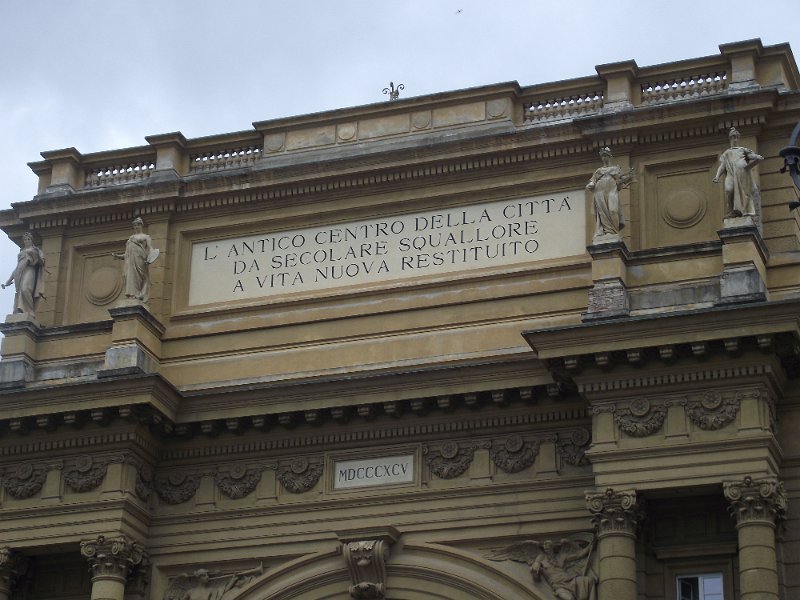 L'ANTICO CENTRO DELLA CITTÀ
DA SECOLARE SQUALLORE
A VITA NUOVA RESTITUITO
MDCCCXCV